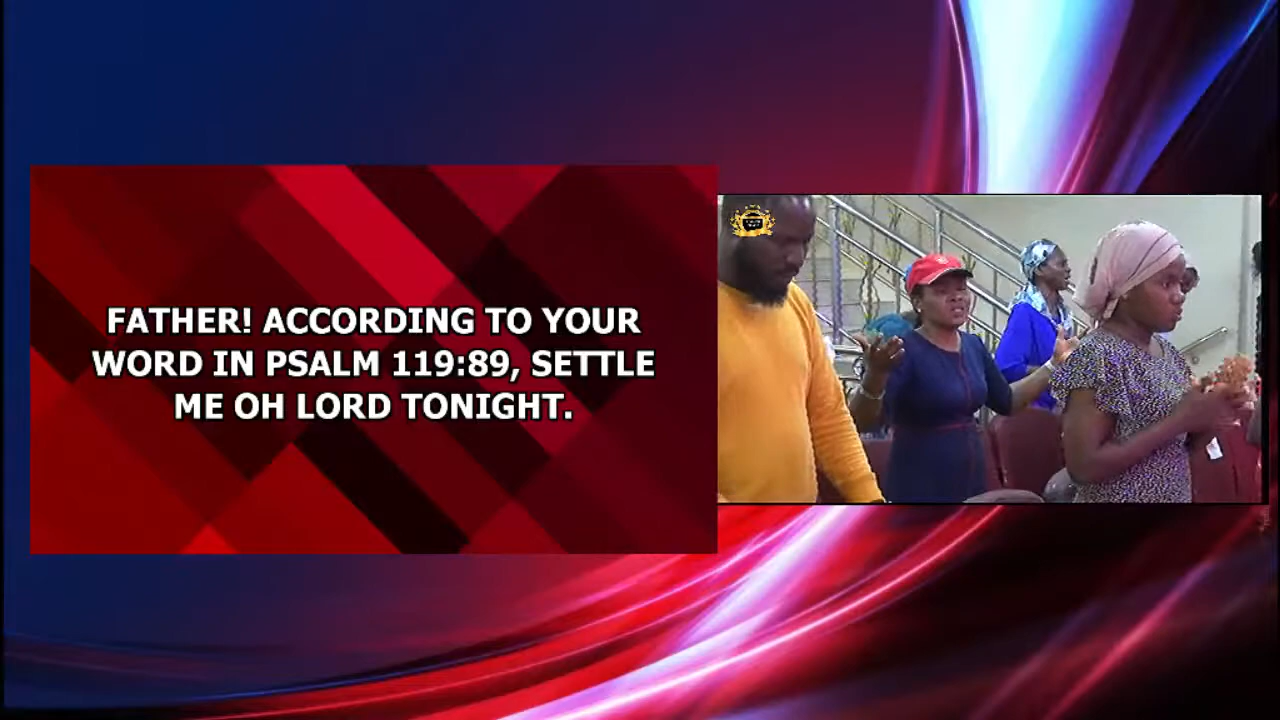 FATHER! ACCORDING TO YOUR
WORD IN PSALM 119:89, SETTLE
ME OH LORD TONIGHT.